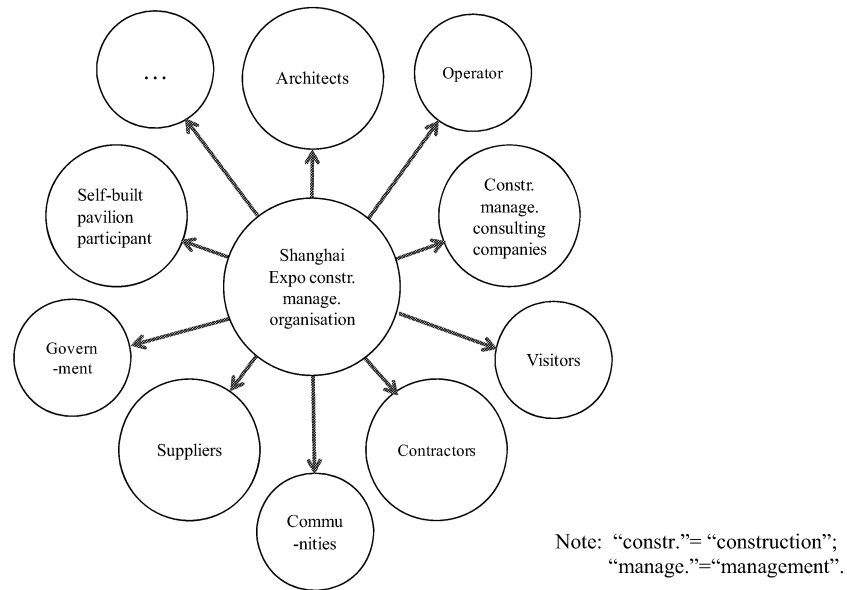 ...
Architects
Operator
Self-built
pavilion
participant
Constr.
manage.
consulting
companies
Shanghai
Expo constr.
manage.
organisation
Govern
-ment
Visitors
Suppliers
Contractors
Commu
-nities
Note: “constr.”= “construction”;
“manage.”=“management”.